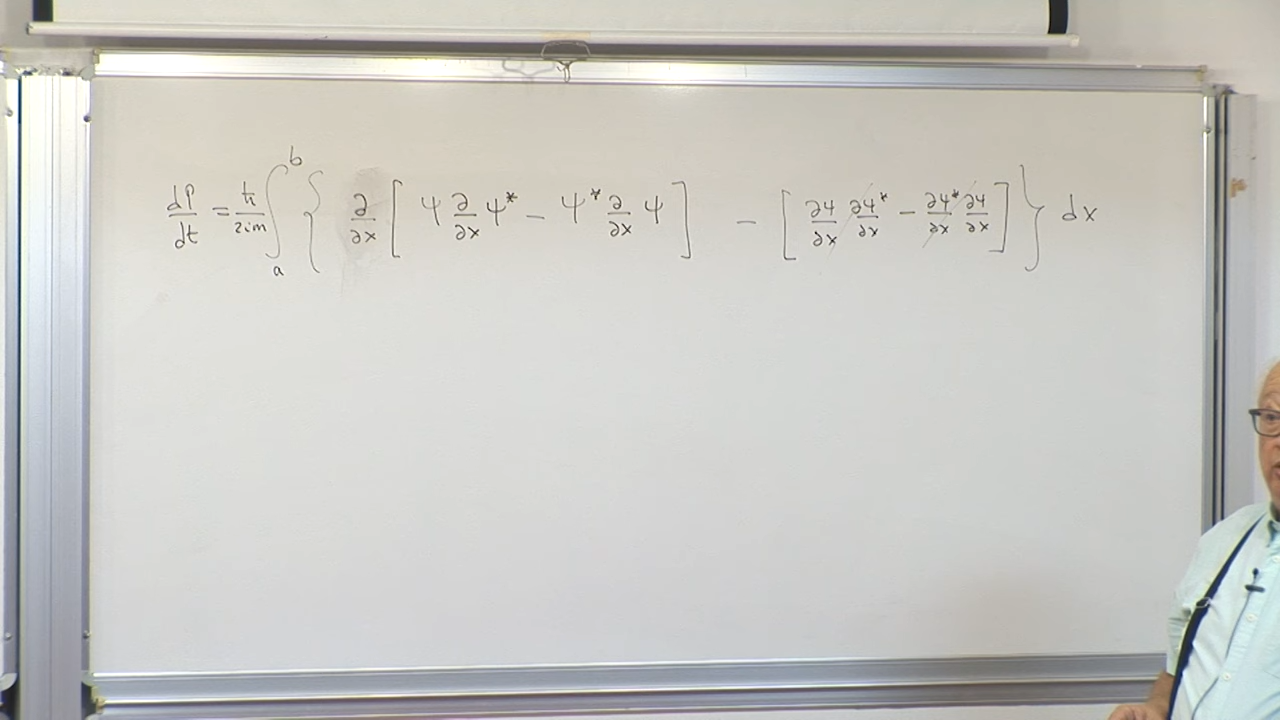 dP/dt = ħ/2im ∫_a^b { ∂/∂x [ ψ ∂/∂x ψ* − ψ* ∂/∂x ψ ] − [ ∂ψ/∂x ∂ψ*/∂x − ∂ψ*/∂x ∂ψ/∂x ] } dx